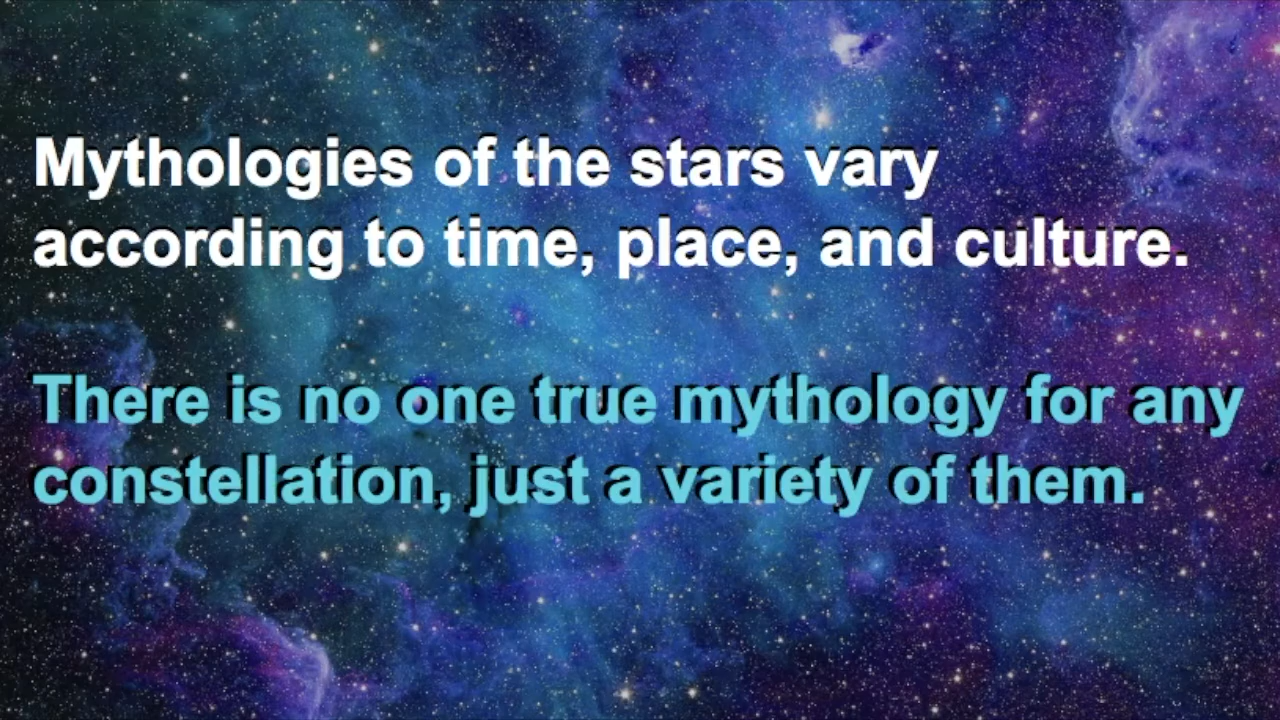 Mythologies of the stars vary
according to time, place, and culture.
There is no one true mythology for any
constellation, just a variety of them.